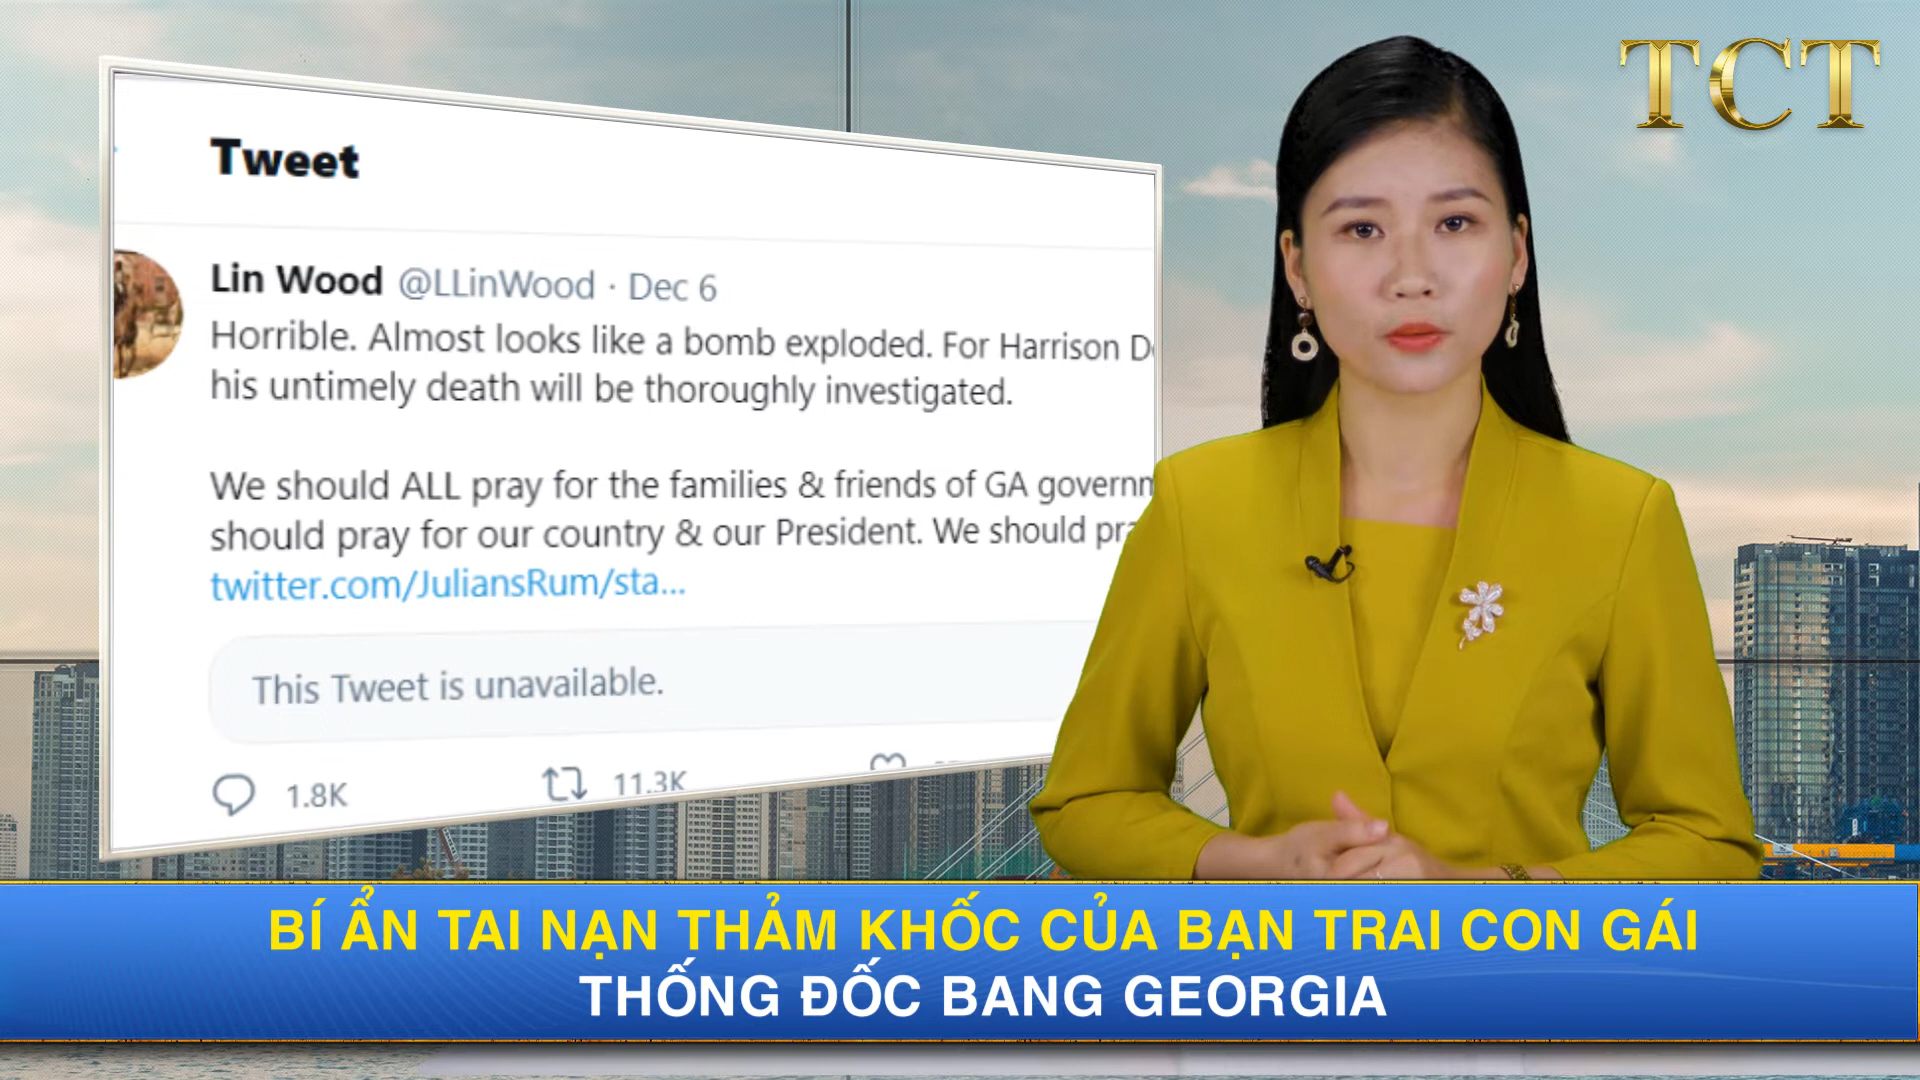 TCT
Tweet
Lin Wood @LLinWood · Dec 6
Horrible. Almost looks like a bomb exploded. For Harrison
his untimely death will be thoroughly investigated.
We should ALL pray for the families & friends of GA
should pray for our country & our President. We should
twitter.com/JuliansRum/sta...
This Tweet is unavailable.
1.8K 11.3K
BÍ ẨN TAI NẠN THẢM KHỐC CỦA BẠN TRAI CON GÁI
THỐNG ĐỐC BANG GEORGIA